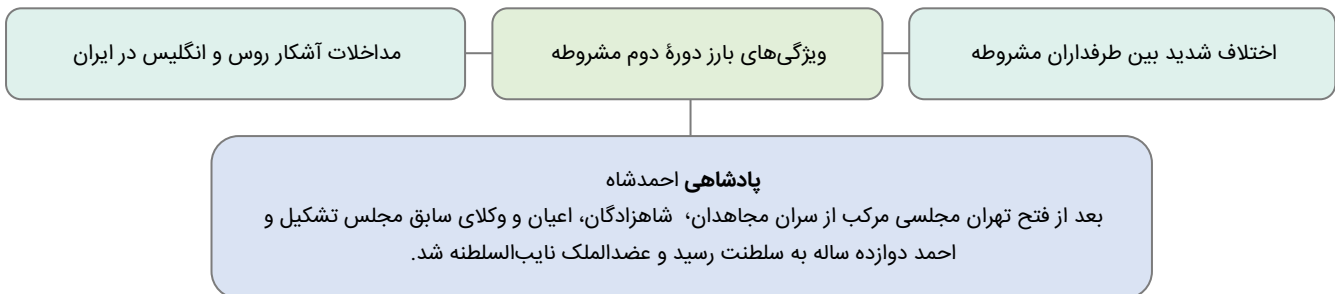 اختلاف شدید بین طرفداران مشروطه
ویژگی‌های بارز دورۀ دوم مشروطه
مداخلات آشکار روس و انگلیس در ایران
پادشاهی احمدشاه
بعد از فتح تهران مجلسی مرکب از سران مجاهدان، شاهزادگان، اعیان و وکلای سابق مجلس تشکیل و
احمد دوازده ساله به سلطنت رسید و عضدالملک نایب‌السلطنه شد.